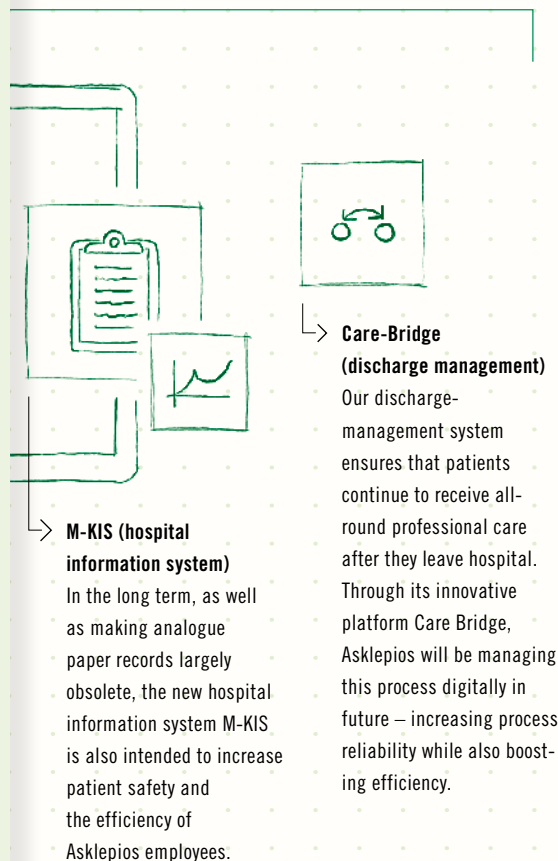 M-KIS (hospital
information system)
In the long term, as well
as making analogue
paper records largely
obsolete, the new hospital
information system M-KIS
is also intended to increase
patient safety and
the efficiency of
Asklepios employees.
Care-Bridge
(discharge management)
Our discharge-
management system
ensures that patients
continue to receive all-
round professional care
after they leave hospital.
Through its innovative
platform Care Bridge,
Asklepios will be managing
this process digitally in
future – increasing process
reliability while also boost-
ing efficiency.